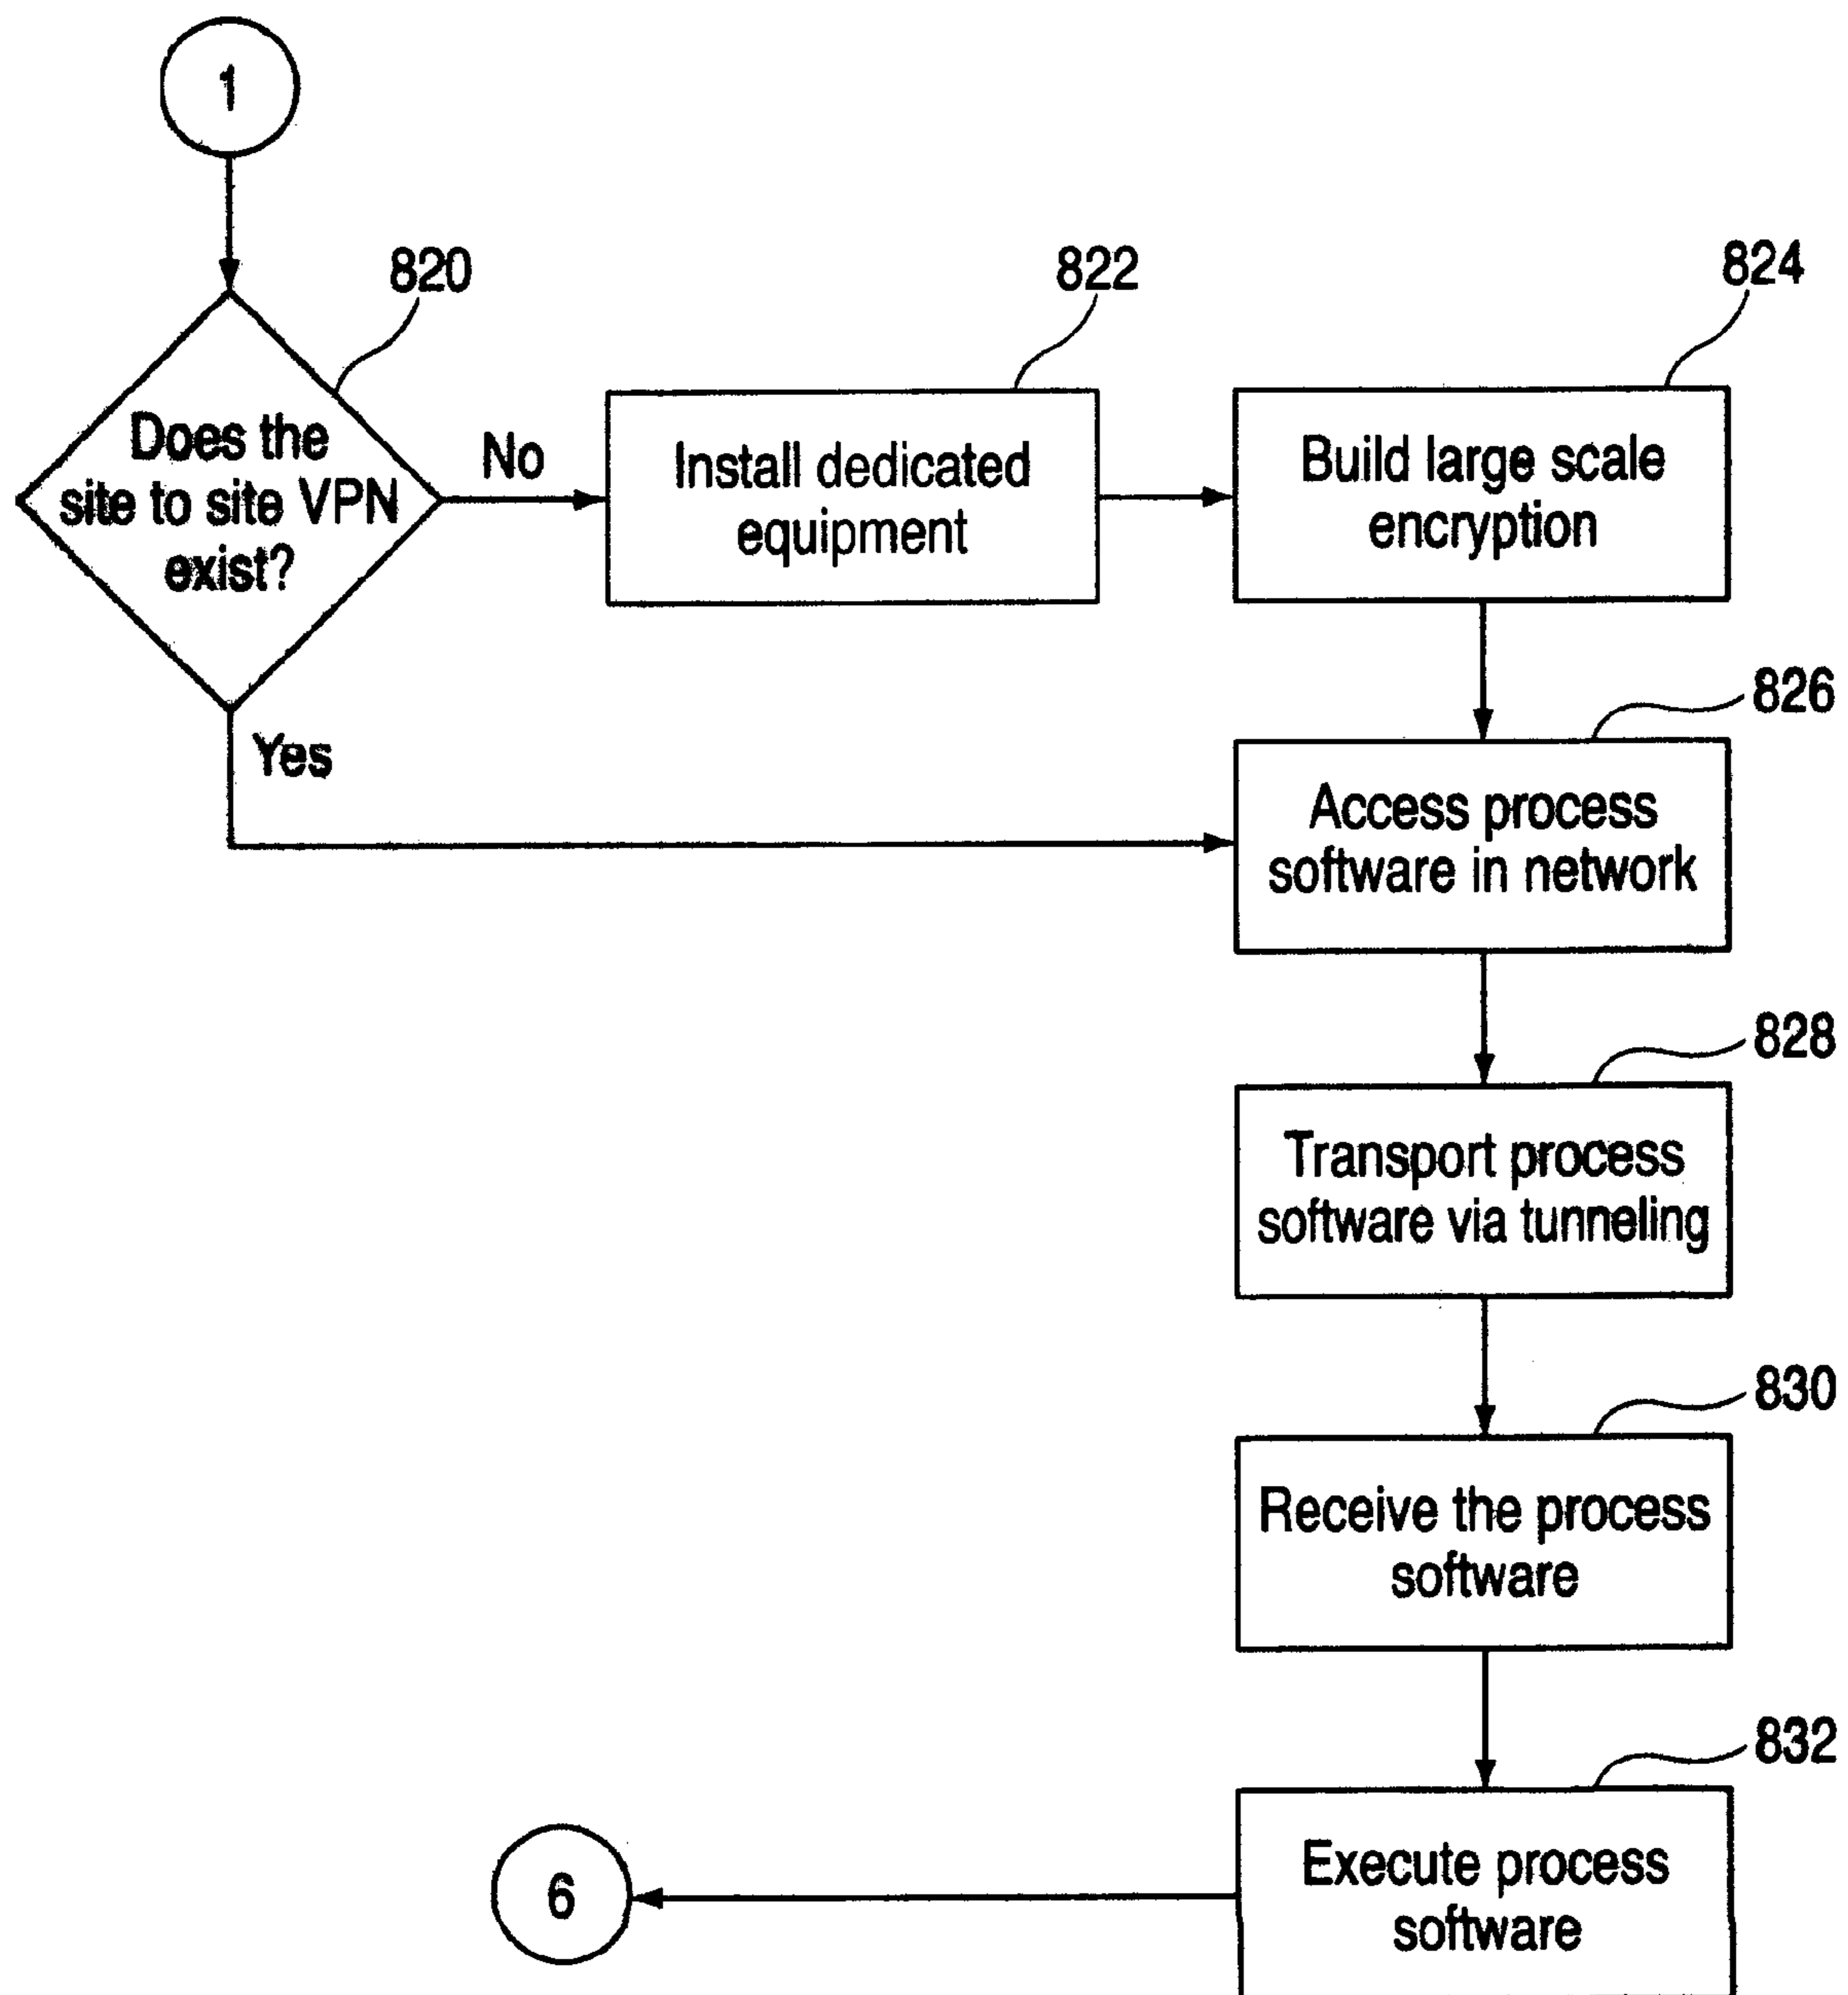 1
820
822
824
Does the
site to site VPN
exist?
No
Install dedicated
equipment
Build large scale
encryption
Yes
826
Access process
software in network
828
Transport process
software via tunneling
830
Receive the process
software
832
Execute process
software
6